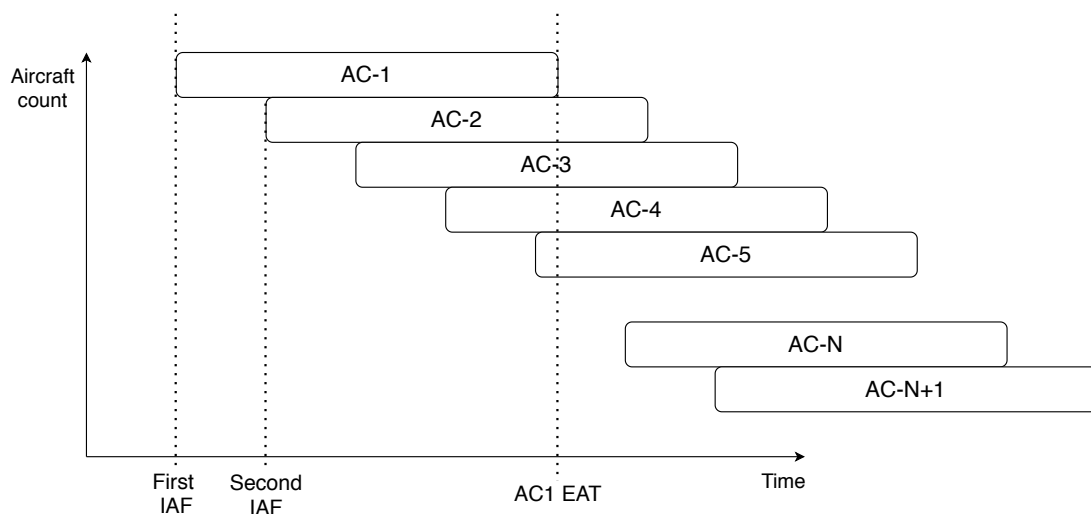 Aircraft
count
AC-1
AC-2
AC-3
AC-4
AC-5
AC-N
AC-N+1
First
IAF
Second
IAF
AC1 EAT
Time